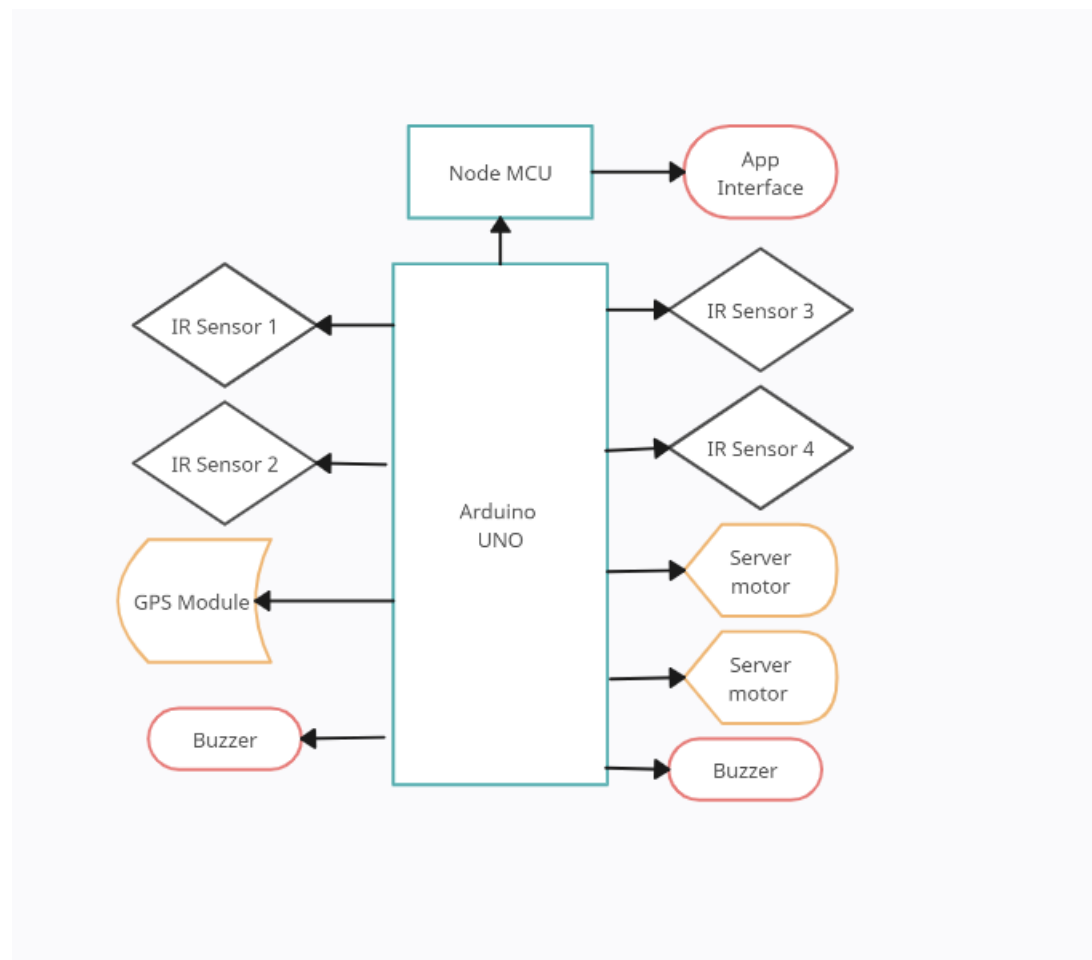 Node MCU
App
Interface
IR Sensor 1
IR Sensor 3
IR Sensor 2
IR Sensor 4
Arduino
UNO
GPS Module
Server
motor
Server
motor
Buzzer
Buzzer